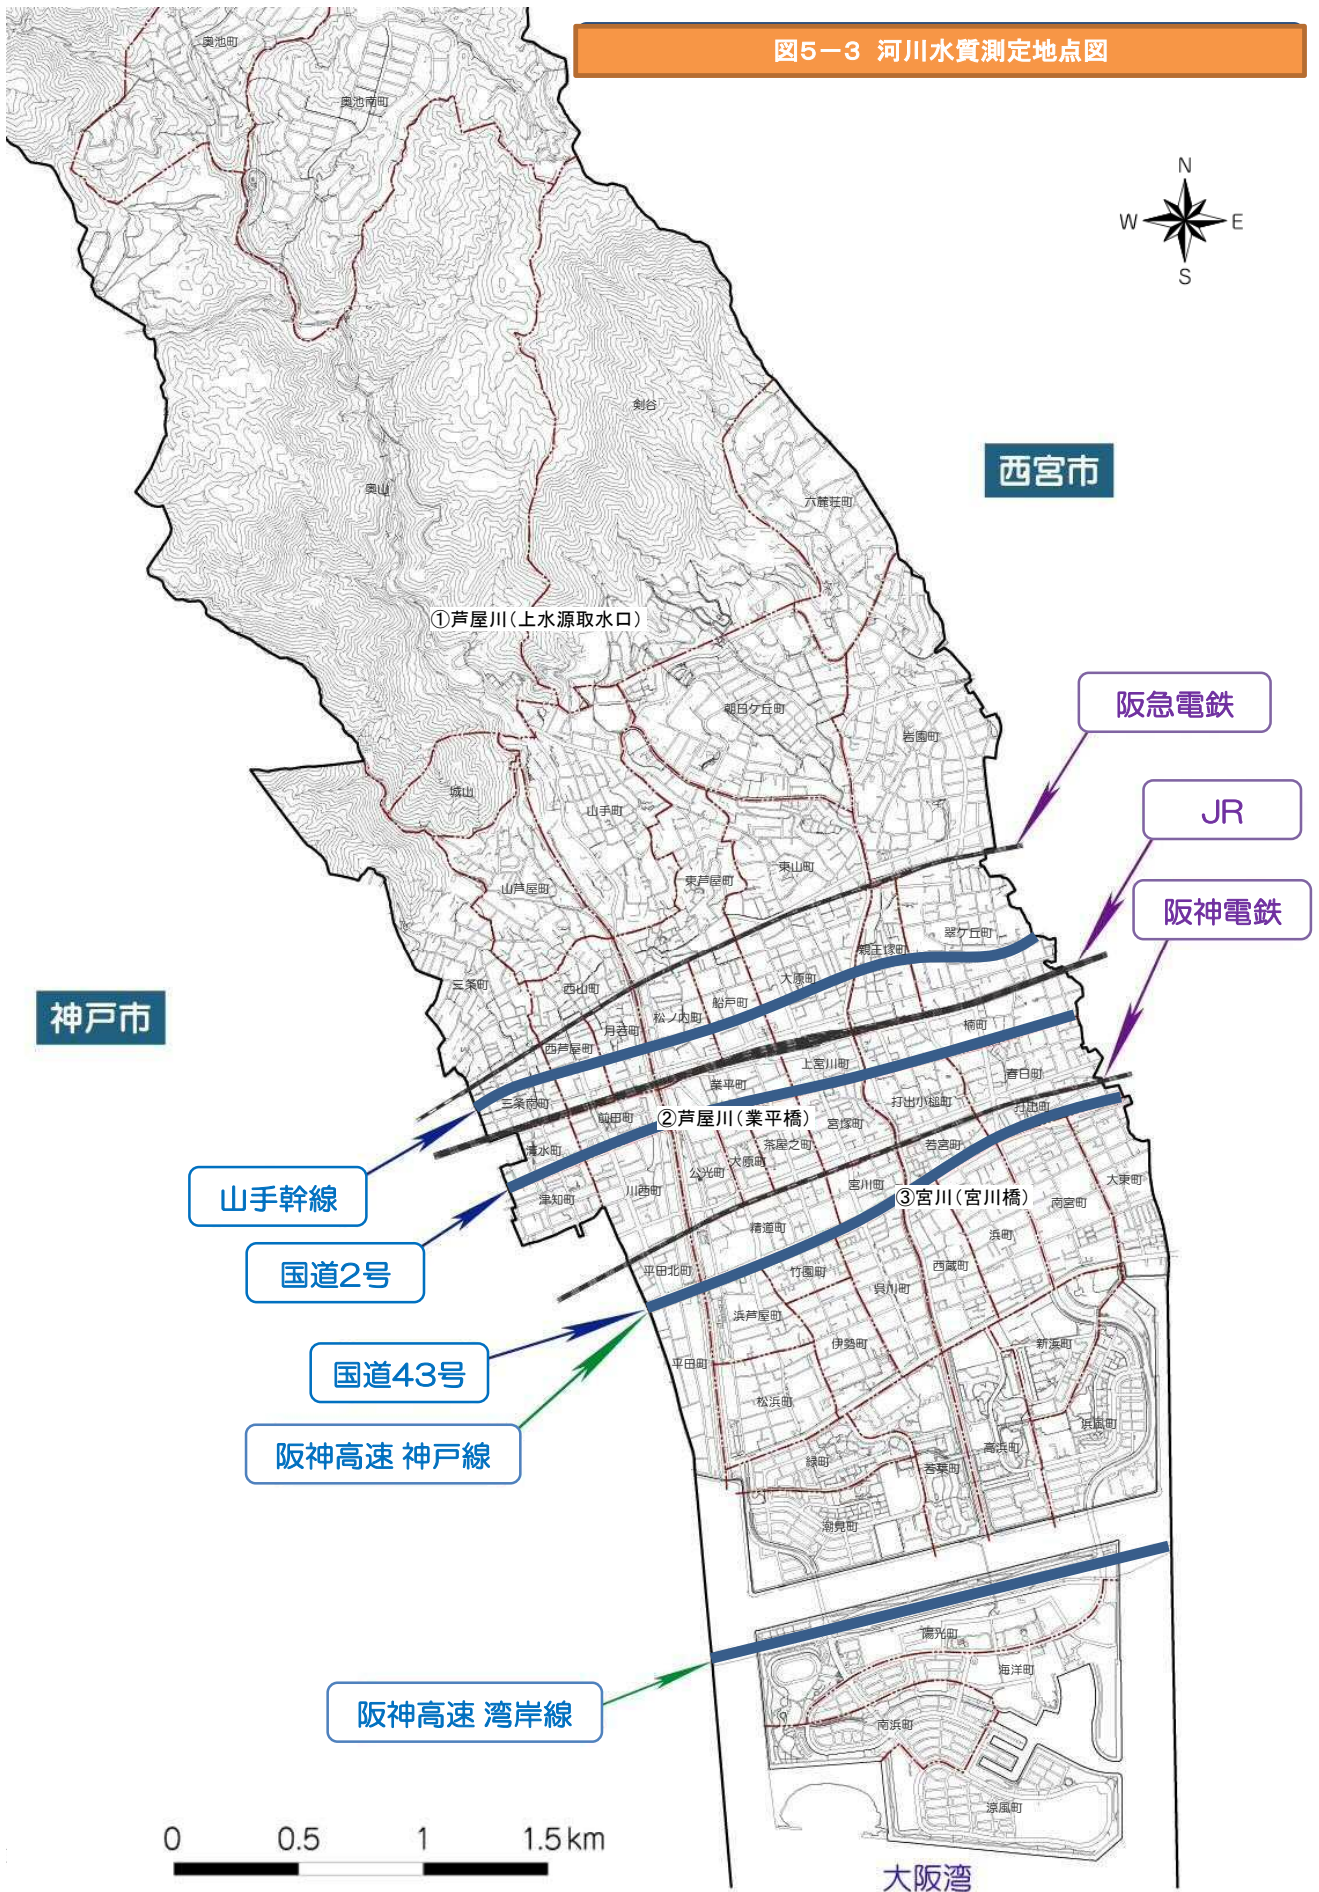 図5－3 河川水質測定地点図
奥池町
奥池南町
N
W
E
S
剣谷
西宮市
奥山
六麓荘町
①芦屋川（上水源取水口）
阪急電鉄
朝日ケ丘町
岩園町
JR
城山
山手町
東山町
東芦屋町
山芦屋町
阪神電鉄
翠ケ丘町
親王塚町
大原町
三条町
西山町
船戸町
神戸市
松ノ内町
月若町
楠町
西芦屋町
上宮川町
春日町
業平町
三条南町
前田町
打出小槌町
打出町
②芦屋川（業平橋）
宮塚町
茶屋之町
若宮町
清水町
大原町
公光町
川西町
宮川町
大東町
津知町
③宮川（宮川橋）
南宮町
山手幹線
精道町
浜町
国道2号
平田北町
竹園町
西蔵町
呉川町
浜芦屋町
伊勢町
新浜町
国道43号
平田町
松浜町
浜風町
高浜町
阪神高速 神戸線
緑町
若葉町
潮見町
陽光町
海洋町
阪神高速 湾岸線
南浜町
涼風町
0
0.5
1
1.5km
大阪湾